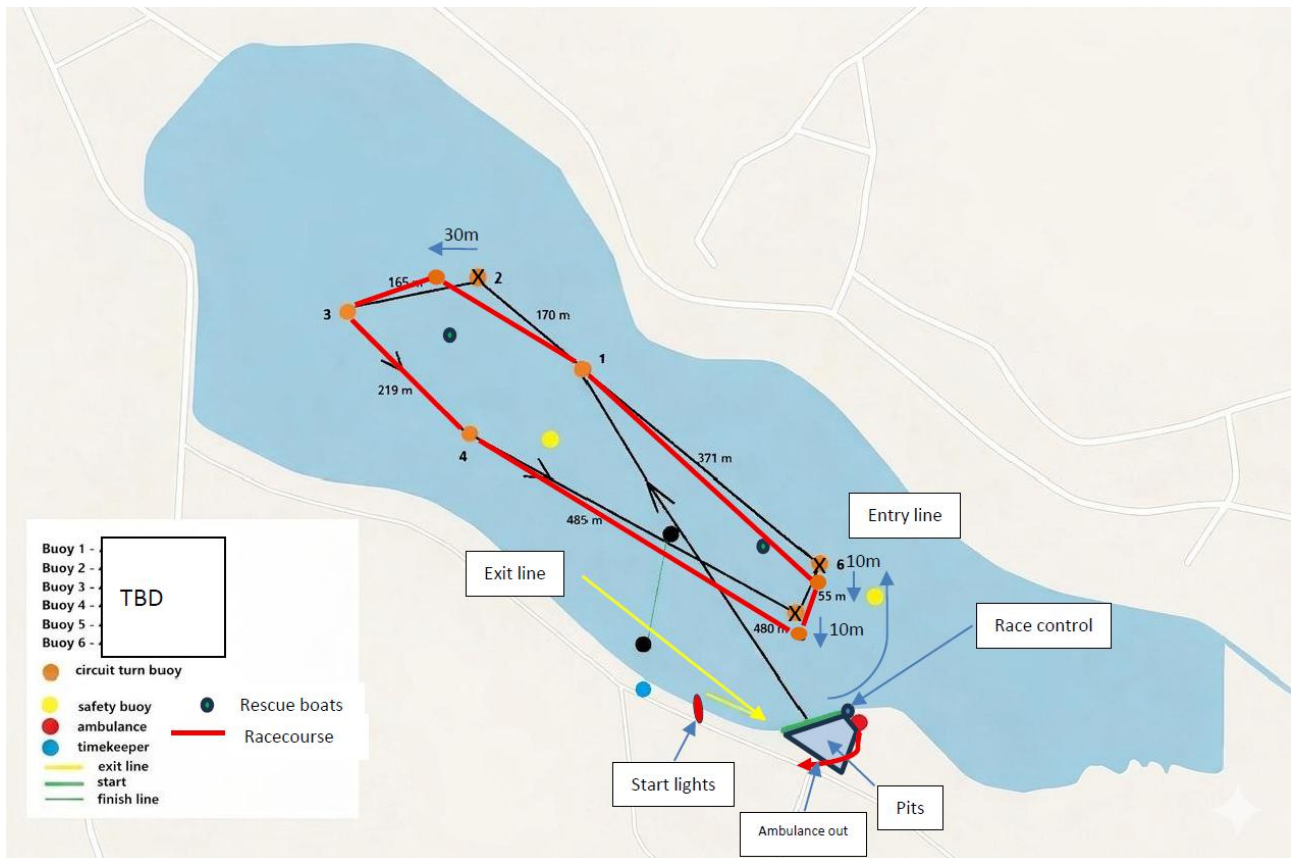 30m
165 m
2
3
170 m
1
219 m
4
371 m
485 m
Entry line
Exit line
6
10m
55 m
480 m
10m
Race control
Buoy 1 -
Buoy 2 -
Buoy 3 -
Buoy 4 -
Buoy 5 -
Buoy 6 -
TBD
circuit turn buoy
safety buoy
Rescue boats
ambulance
Racecourse
timekeeper
exit line
start
finish line
Start lights
Ambulance out
Pits
X
X
X